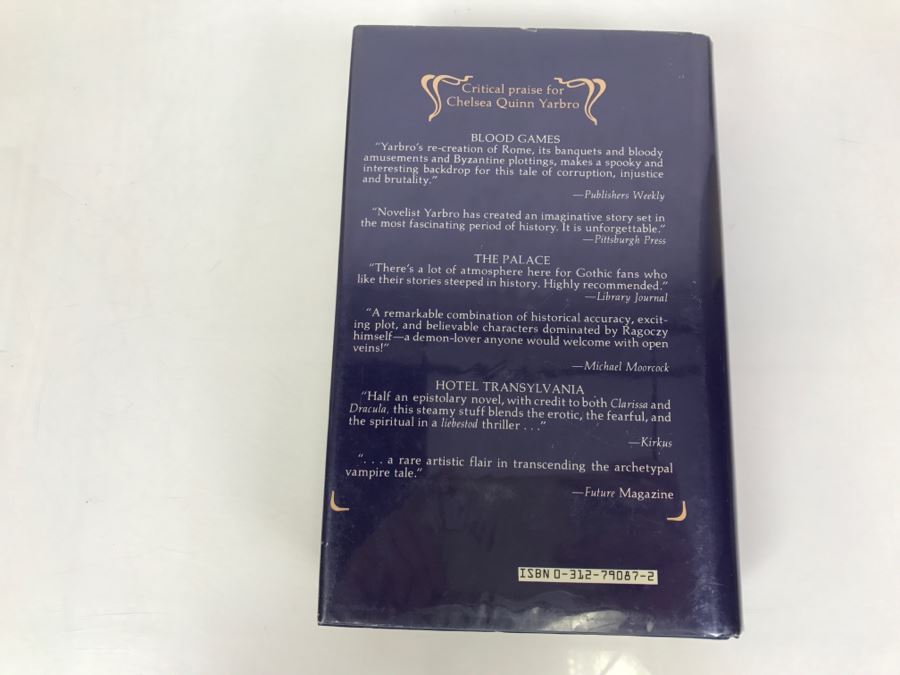 Critical praise for
Chelsea Quinn Yarbro
BLOOD GAMES
"Yarbro's re-creation of Rome, its banquets and bloody
amusements and Byzantine plottings, makes a spooky and
interesting backdrop for this tale of corruption, injustice
and brutality."
—Publishers Weekly
"Novelist Yarbro has created an imaginative story set in
the most fascinating period of history. It is unforgettable."
—Pittsburgh Press
THE PALACE
"There's a lot of atmosphere here for Gothic fans who
like their stories steeped in history. Highly recommended."
—Library Journal
"A remarkable combination of historical accuracy, excit-
ing plot, and believable characters dominated by Ragoczy
himself—a demon-lover anyone would welcome with open
veins!"
—Michael Moorcock
HOTEL TRANSYLVANIA
"Half an epistolary novel, with credit to both Clarissa and
Dracula, this steamy stuff blends the erotic, the fearful, and
the spiritual in a liebestod thriller . . ."
—Kirkus
". . . a rare artistic flair in transcending the archetypal
vampire tale."
—Future Magazine
ISBN 0-312-79087-2